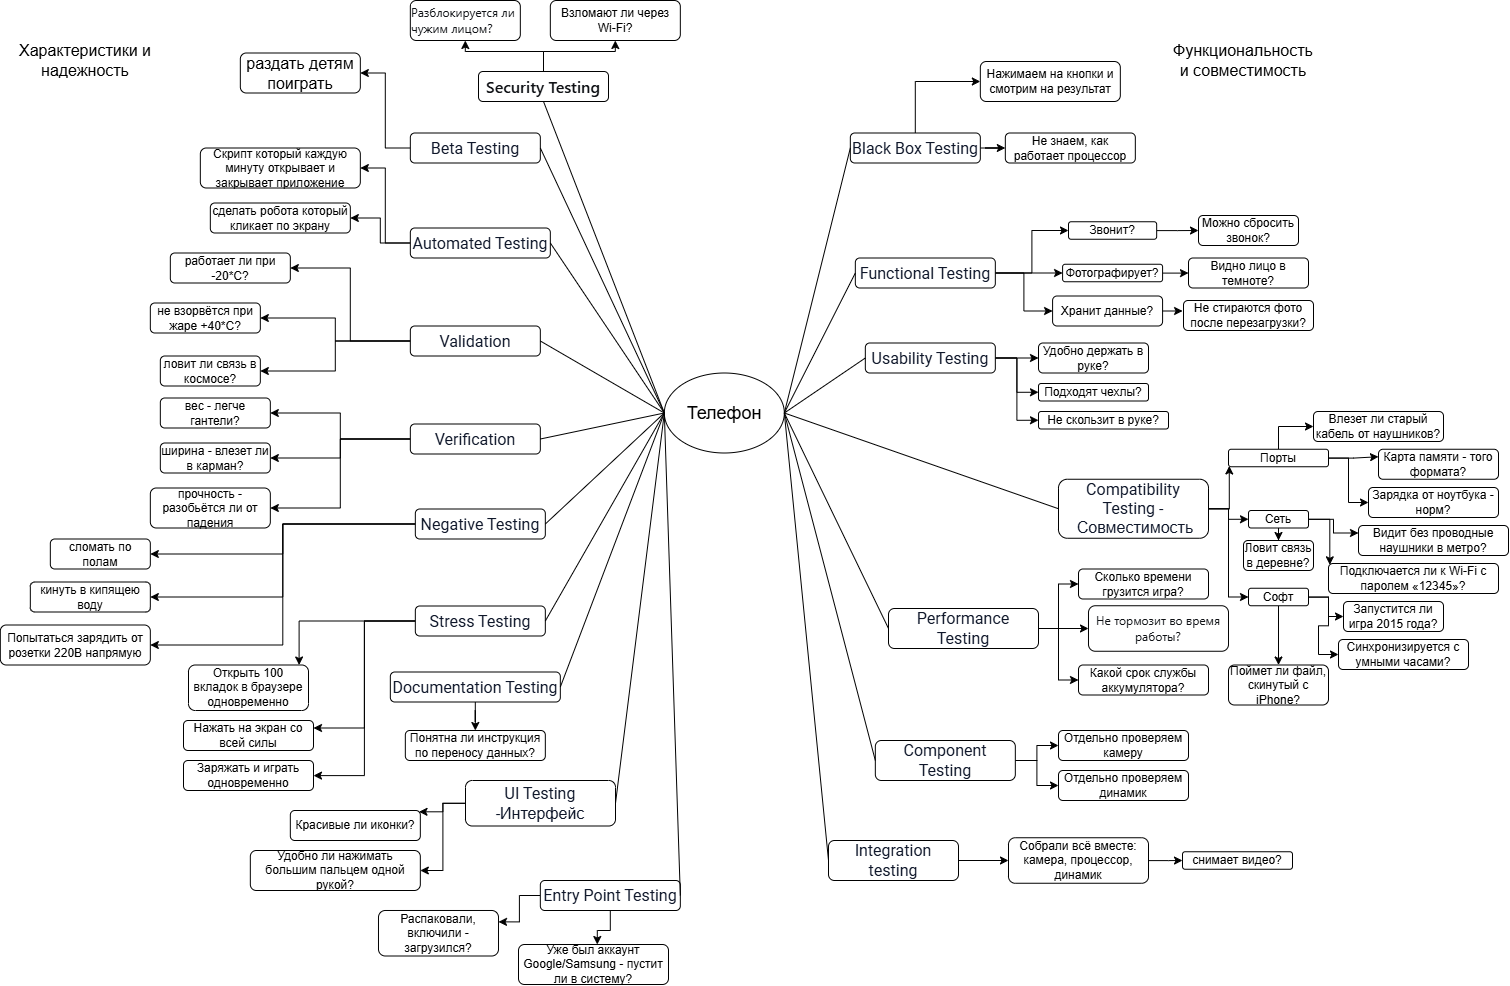 Характеристики и
надежность
Разблокируется ли
чужим лицом?
Взломают ли через
Wi-Fi?
Security Testing
раздать детям
поиграть
Beta Testing
Скрипт который каждую
минуту открывает и
закрывает приложение
сделать робота который
кликает по экрану
Automated Testing
работает ли при
-20*C?
не взорвётся при
жаре +40*C?
ловит ли связь в
космосе?
Validation
вес - легче
гантели?
ширина - влезет ли
в карман?
прочность -
разобьётся ли от
падения
Verification
сломать по
полам
кинуть в кипящею
воду
Попытаться зарядить от
розетки 220В напрямую
Negative Testing
Открыть 100
вкладок в браузере
одновременно
Нажать на экран со
всей силы
Заряжать и играть
одновременно
Stress Testing
Documentation Testing
Понятна ли инструкция
по переносу данных?
UI Testing
-Интерфейс
Красивые ли иконки?
Удобно ли нажимать
большим пальцем одной
рукой?
Entry Point Testing
Распаковали,
включили -
загрузился?
Уже был аккаунт
Google/Samsung - пустит
ли в систему?
Телефон
Функциональность
и совместимость
Black Box Testing
Нажимаем на кнопки и
смотрим на результат
Не знаем, как
работает процессор
Functional Testing
Звонит?
Можно сбросить
звонок?
Фотографирует?
Видно лицо в
темноте?
Хранит данные?
Не стираются фото
после перезагрузки?
Usability Testing
Удобно держать в
руке?
Подходят чехлы?
Не скользит в руке?
Compatibility
Testing -
Совместимость
Порты
Влезет ли старый
кабель от наушников?
Карта памяти - того
формата?
Зарядка от ноутбука -
норм?
Сеть
Видит без проводные
наушники в метро?
Ловит связь
в деревне?
Подключается ли к Wi-Fi с
паролем «12345»?
Софт
Запустится ли
игра 2015 года?
Синхронизируется с
умными часами?
Поймет ли файл,
скинутый с
iPhone?
Performance
Testing
Сколько времени
грузится игра?
Не тормозит во время
работы?
Какой срок службы
аккумулятора?
Component
Testing
Отдельно проверяем
камеру
Отдельно проверяем
динамик
Integration
testing
Собрали всё вместе:
камера, процессор,
динамик
снимает видео?